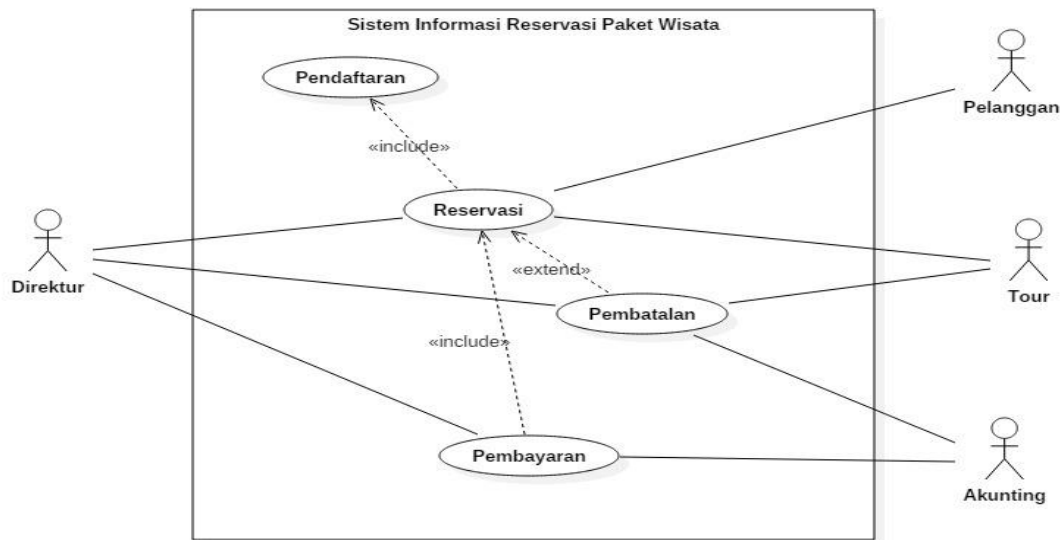 Sistem Informasi Reservasi Paket Wisata
Pendaftaran
Pelanggan
«include»
Reservasi
«extend»
Direktur
Tour
Pembatalan
«include»
Pembayaran
Akunting